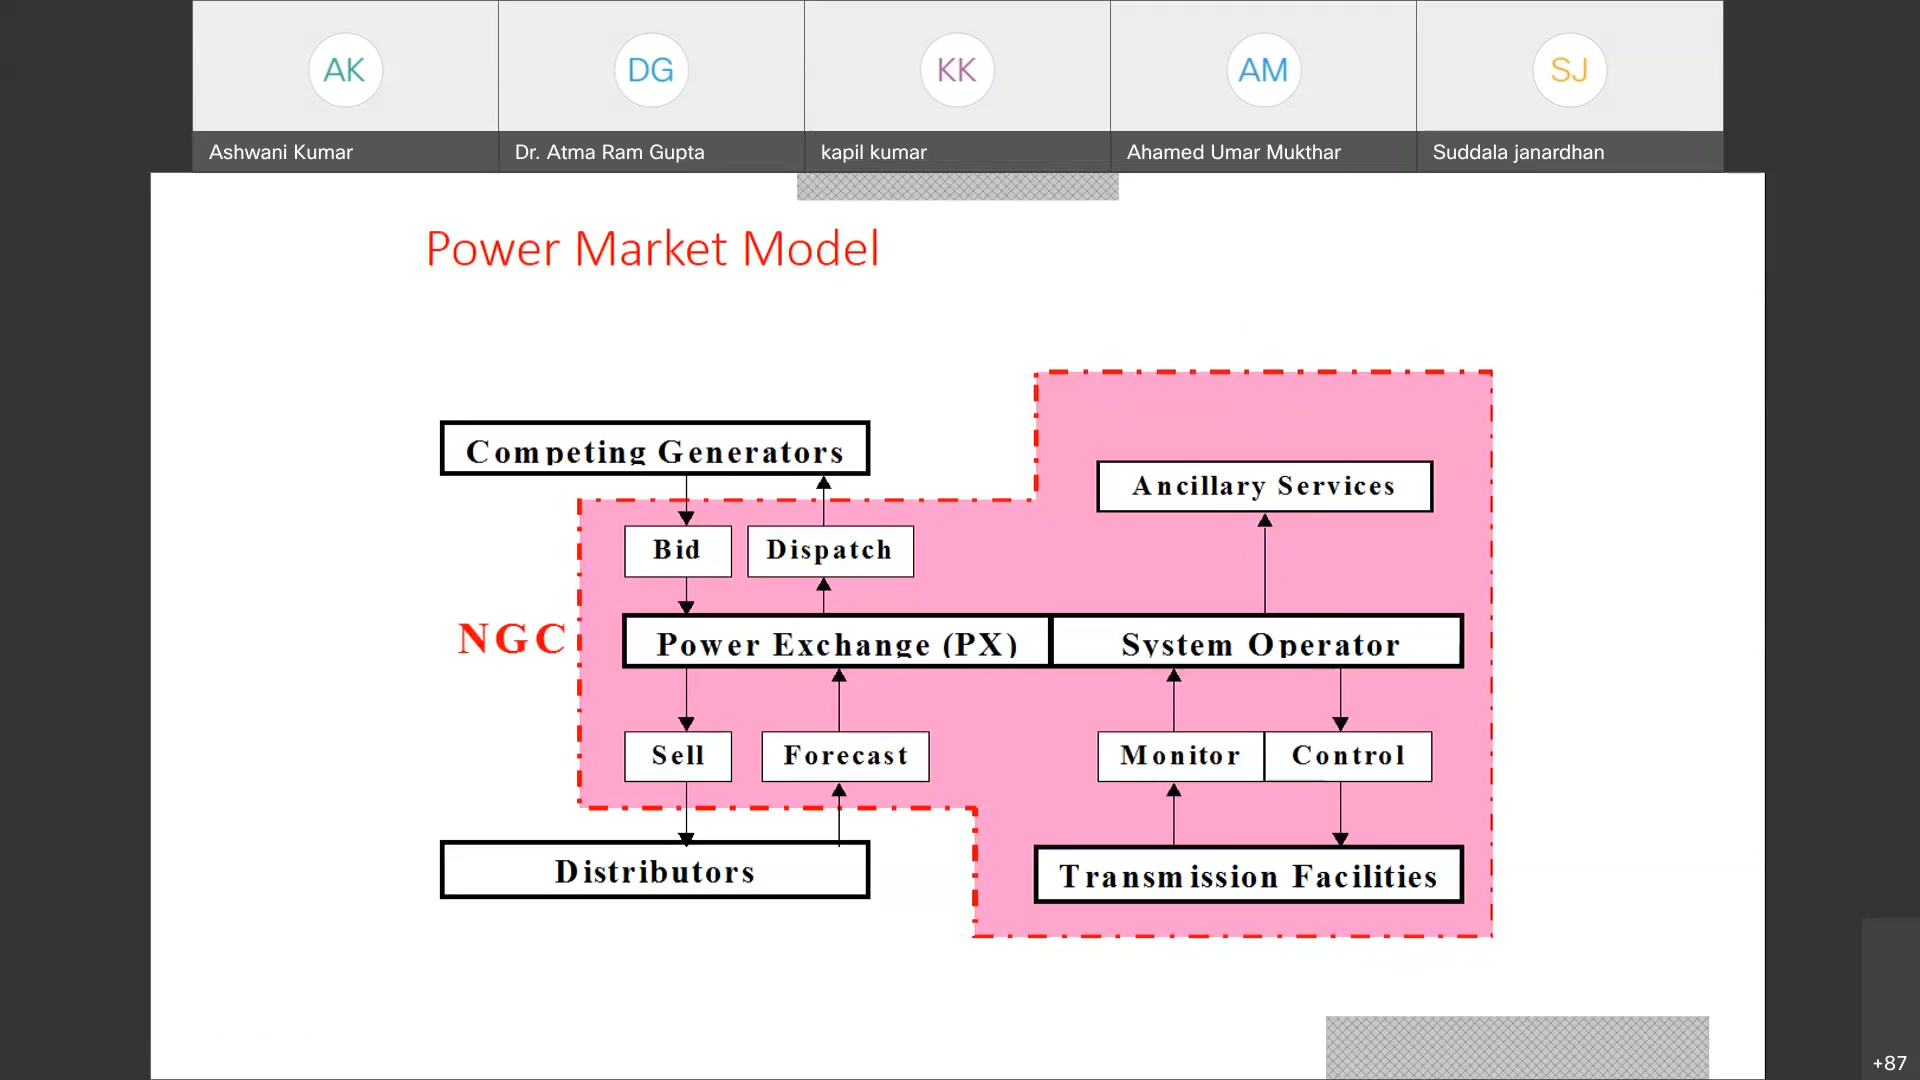 AK
DG
KK
AM
SJ
Ashwani Kumar
Dr. Atma Ram Gupta
kapil kumar
Ahamed Umar Mukthar
Suddala janardhan
Power Market Model
Competing Generators
Ancillary Services
Bid
Dispatch
NGC
Power Exchange (PX)
System Operator
Sell
Forecast
Monitor
Control
Distributors
Transmission Facilities
+87